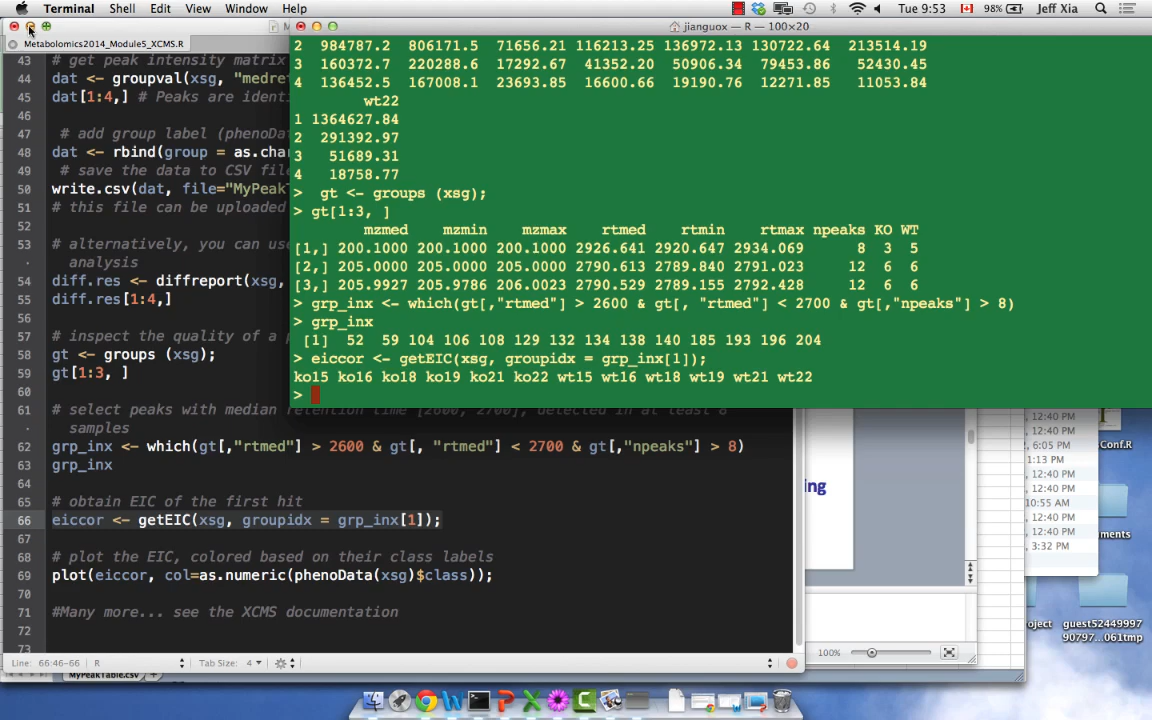 Terminal Shell Edit View Window Help
Tue 9:53 98% Jeff Xia
jianguox — R — 100×20
Metabolomics2014_Module5_XCMS.R
43 # get peak intensity matrix
44 dat <- groupval(xsg, "medret
45 dat[1:4,] # Peaks are identi
46
47 # add group label (phenoData
48 dat <- rbind(group = as.char
49 # save the data to CSV file
50 write.csv(dat, file="MyPeakT
51 # this file can be uploaded
52
53 # alternatively, you can use
· analysis
54 diff.res <- diffreport(xsg,
55 diff.res[1:4,]
56
57 # inspect the quality of a p
58 gt <- groups (xsg);
59 gt[1:3, ]
60
61 # select peaks with median retention time [2600, 2700], detected in at least 8
· samples
62 grp_inx <- which(gt[,"rtmed"] > 2600 & gt[, "rtmed"] < 2700 & gt[,"npeaks"] > 8)
63 grp_inx
64
65 # obtain EIC of the first hit
66 eiccor <- getEIC(xsg, groupidx = grp_inx[1]);
67
68 # plot the EIC, colored based on their class labels
69 plot(eiccor, col=as.numeric(phenoData(xsg)$class));
70
71 #Many more... see the XCMS documentation
72
73
Line: 66:46-66 R Tab Size: 4
MyPeakTable.csv
2 984787.2 806171.5 71656.21 116213.25 136972.13 130722.64 213514.19
3 160372.7 220288.6 17292.67 41352.20 50906.34 79453.86 52430.45
4 136452.5 167008.1 23693.85 16600.66 19190.76 12271.85 11053.84
wt22
1 1364627.84
2 291392.97
3 51689.31
4 18758.77
> gt <- groups (xsg);
> gt[1:3, ]
mzmed mzmin mzmax rtmed rtmin rtmax npeaks KO WT
[1,] 200.1000 200.1000 200.1000 2926.641 2920.647 2934.069 8 3 5
[2,] 205.0000 205.0000 205.0000 2790.613 2789.840 2791.023 12 6 6
[3,] 205.9927 205.9786 206.0023 2790.529 2789.155 2792.428 12 6 6
> grp_inx <- which(gt[,"rtmed"] > 2600 & gt[, "rtmed"] < 2700 & gt[,"npeaks"] > 8)
> grp_inx
[1] 52 59 104 106 108 129 132 134 138 140 185 193 196 204
> eiccor <- getEIC(xsg, groupidx = grp_inx[1]);
ko15 ko16 ko18 ko19 ko21 ko22 wt15 wt16 wt18 wt19 wt21 wt22
>
ing
100%
12:40 PM
12:40 PM
6:05 PM
1:13 PM
12:40 PM
12:40 PM
10:55 AM
12:40 PM
12:40 PM
3:32 PM
Conf.R
ments
oject
guest52449997
90797...061tmp